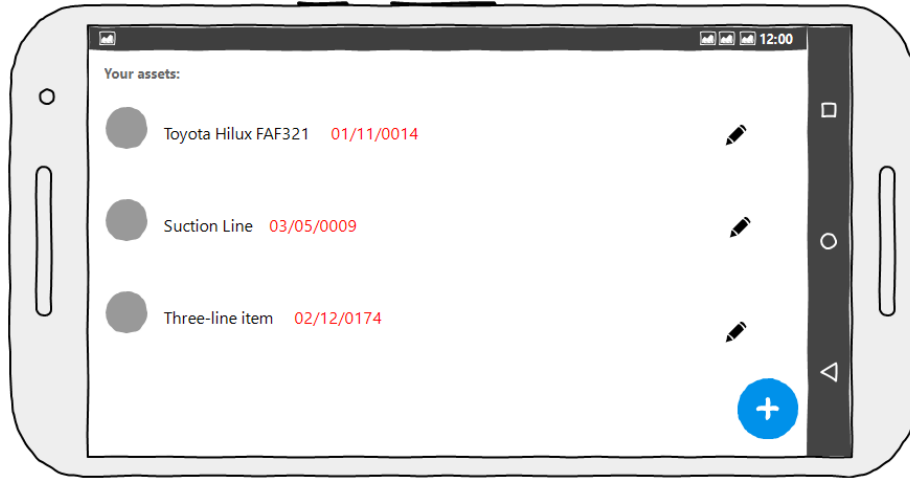 12:00
Your assets:
Toyota Hilux FAF321 01/11/0014
Suction Line 03/05/0009
Three-line item 02/12/0174